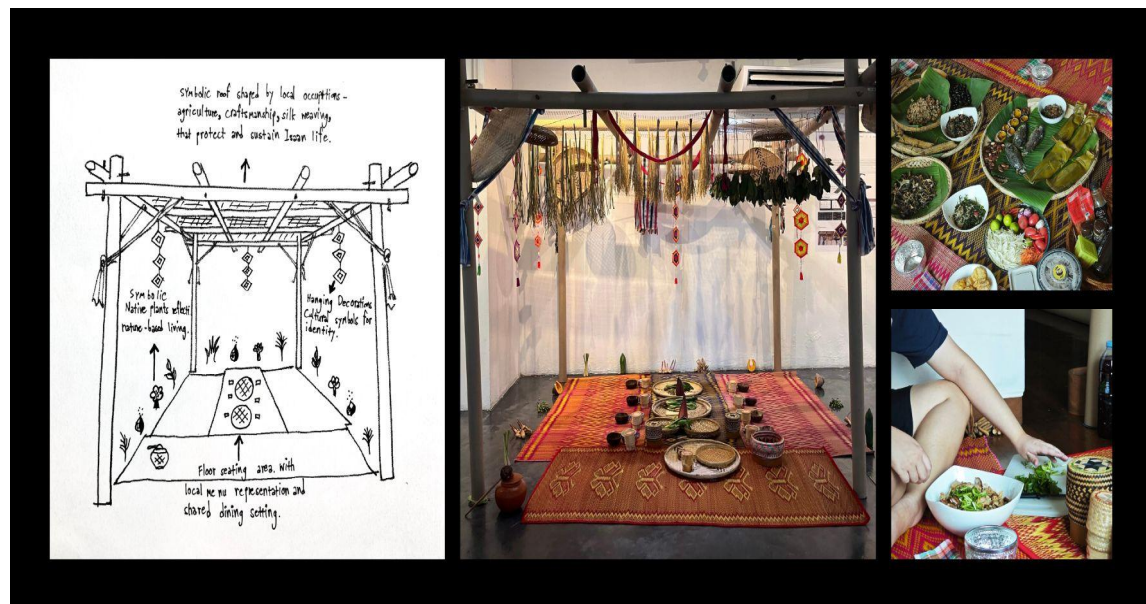 Symbolic roof shaped by local occuptions -
agriculture, craftsmanship, silk weaving,
that protect and sustain Isaan life.
Symbolic
Native plants reflect
nature-based living.
Hanging Decorations
Cultural symbols for
identity.
Floor seating area. with
local menu representation and
shared dining setting.